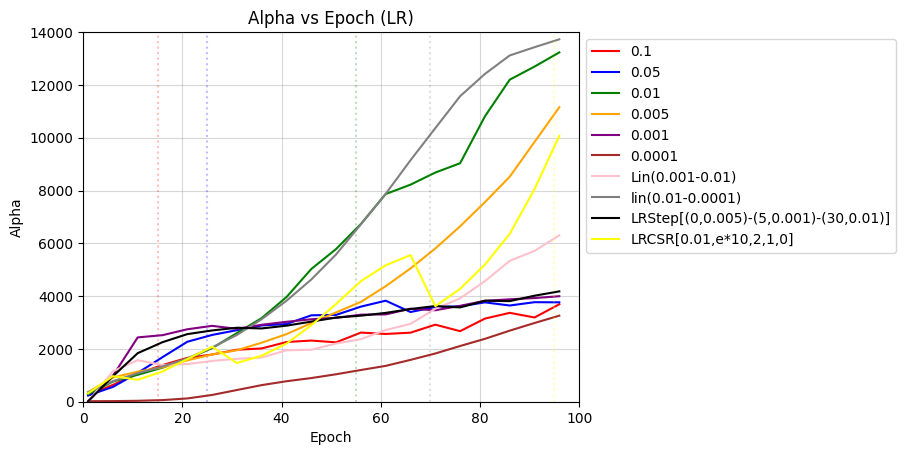 Alpha vs Epoch (LR)
14000
12000
10000
8000
6000
4000
2000
0
Alpha
0
20
40
60
80
100
Epoch
0.1
0.05
0.01
0.005
0.001
0.0001
Lin(0.001-0.01)
lin(0.01-0.0001)
LRStep[(0,0.005)-(5,0.001)-(30,0.01)]
LRCSR[0.01,e*10,2,1,0]